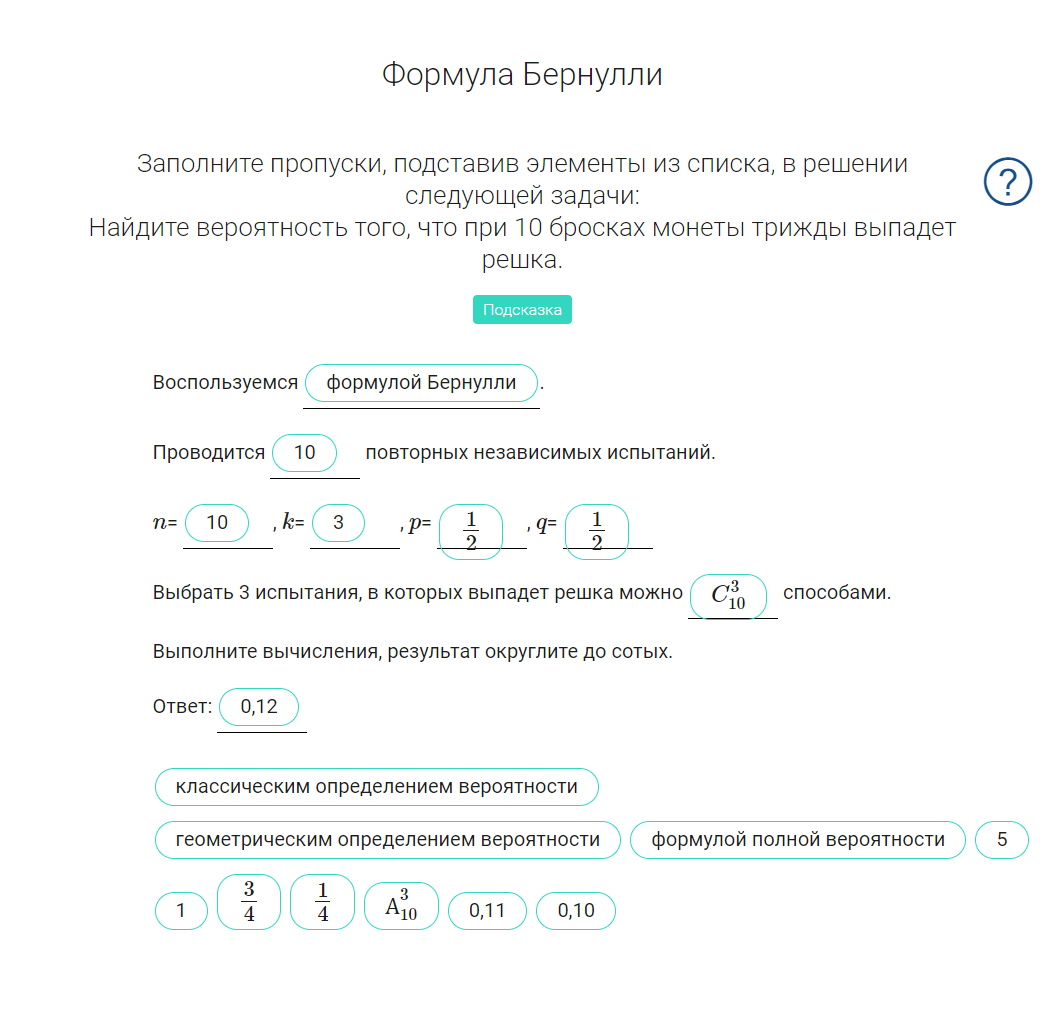 Формула Бернулли
Заполните пропуски, подставив элементы из списка, в решении
?
следующей задачи:
Найдите вероятность того, что при 10 бросках монеты трижды выпадет
решка.
Подсказка
Воспользуемся формулой Бернулли .
Проводится 10 повторных независимых испытаний.
n= 10 , k= 3 , p= 1/2 , q= 1/2
Выбрать 3 испытания, в которых выпадет решка можно C_{10}^{3} способами.
Выполните вычисления, результат округлите до сотых.
Ответ: 0,12
классическим определением вероятности
геометрическим определением вероятности формулой полной вероятности 5
1 3/4 1/4 A_{10}^{3} 0,11 0,10